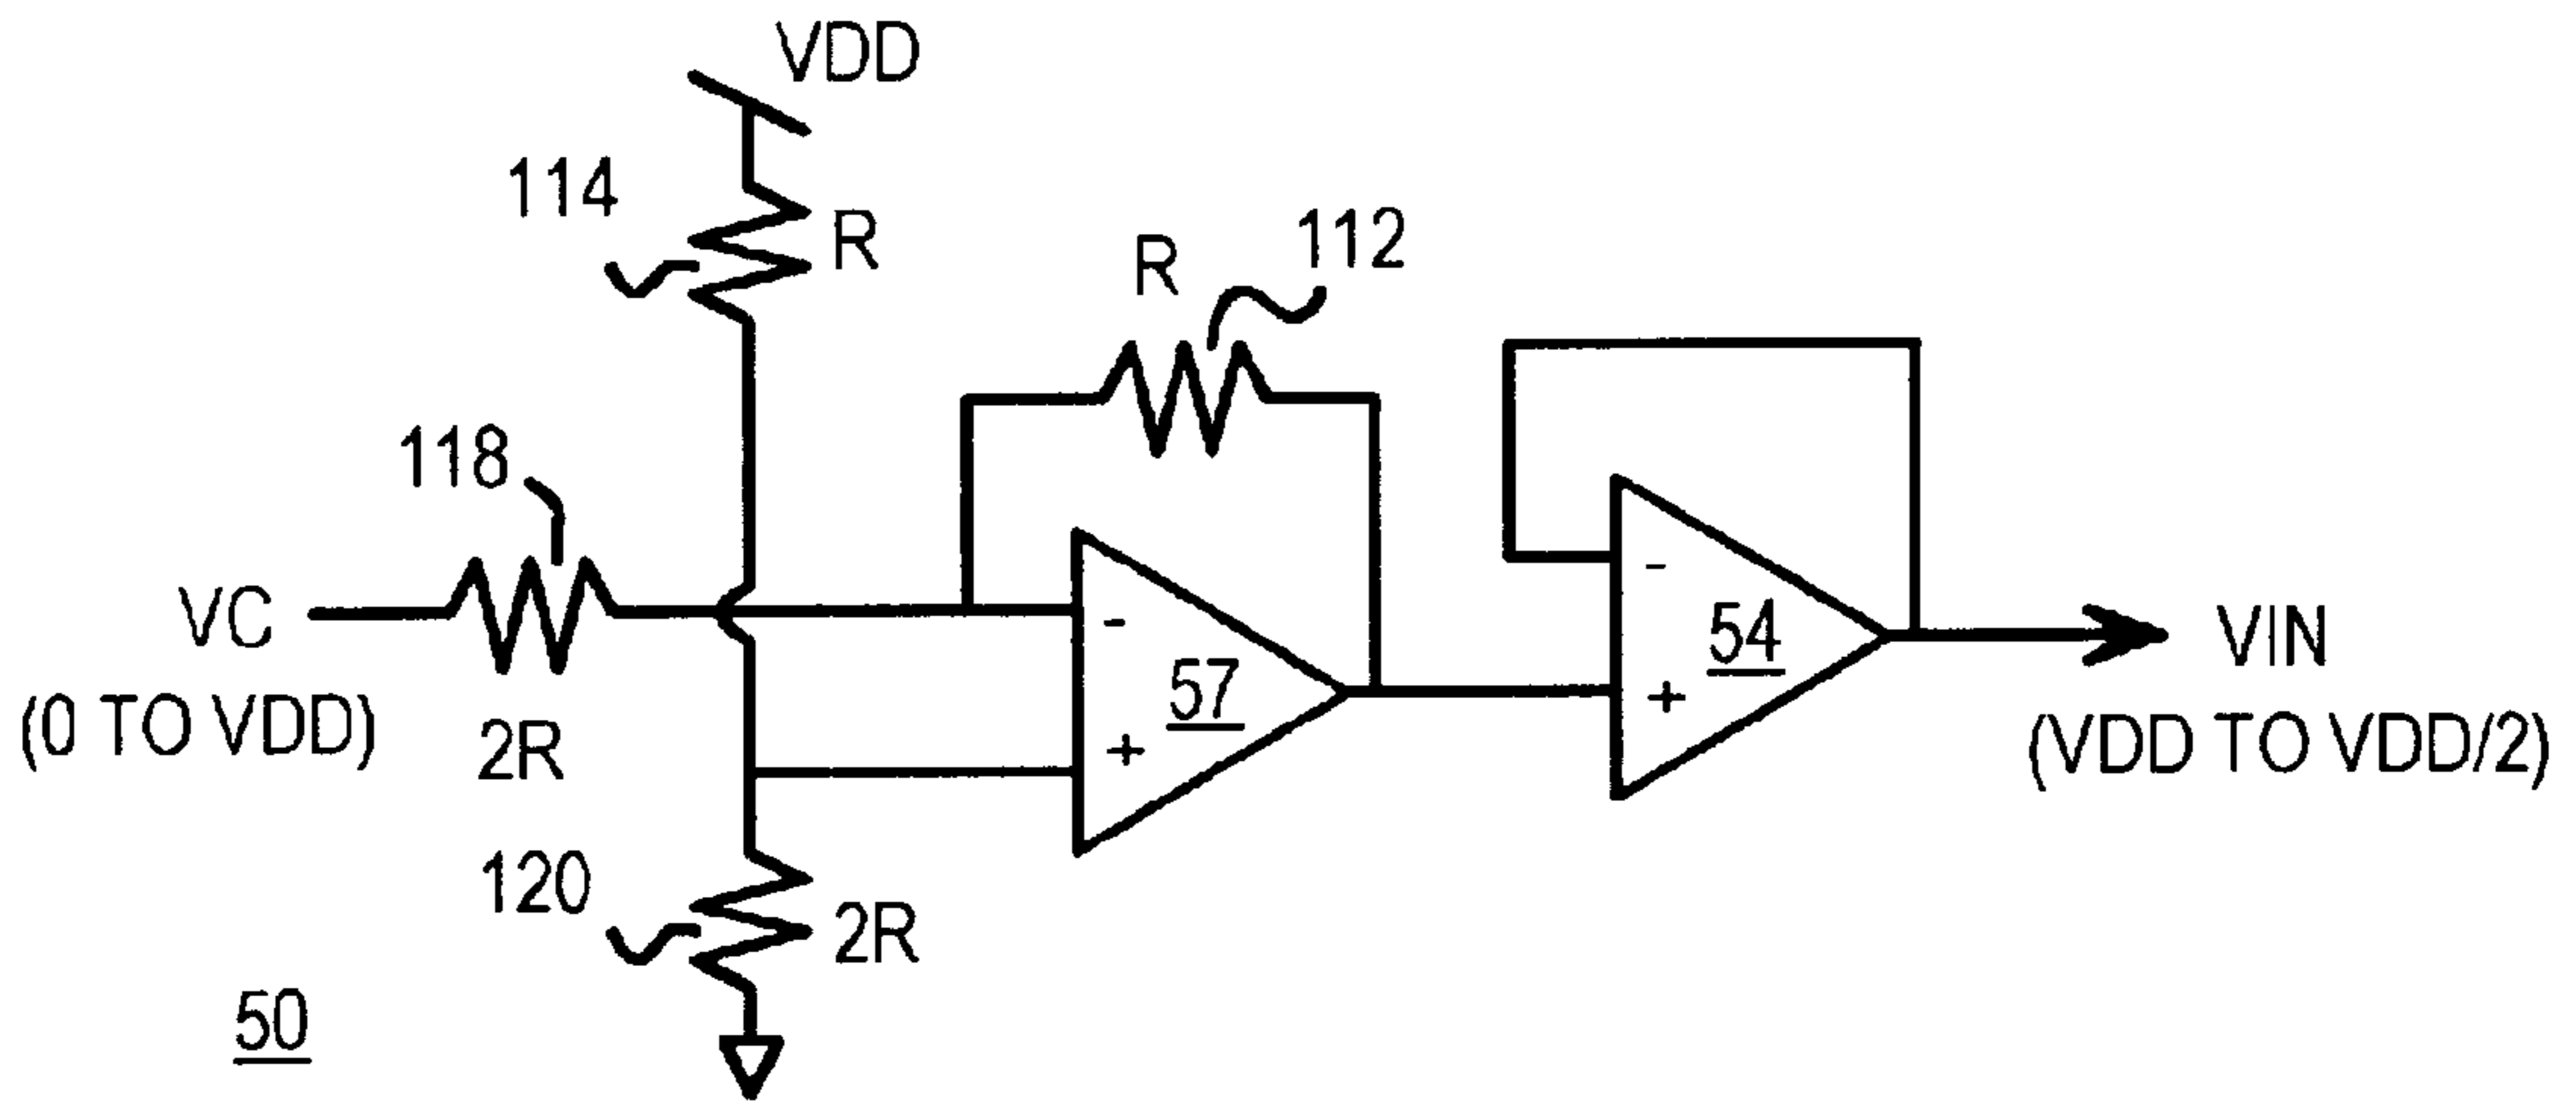 VDD
114
R
R
112
118
VC
(0 TO VDD)
2R
-
57
+
-
54
+
VIN
(VDD TO VDD/2)
120
2R
50